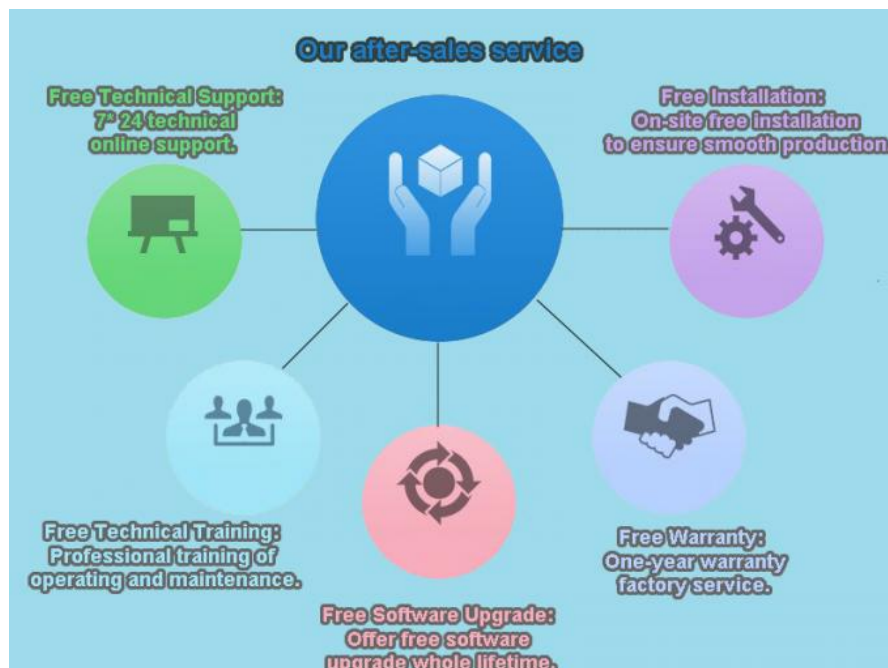 Our after-sales service
Free Technical Support:
7* 24 technical
online support.
Free Installation:
On-site free installation
to ensure smooth production
Free Technical Training:
Professional training of
operating and maintenance.
Free Software Upgrade:
Offer free software
upgrade whole lifetime.
Free Warranty:
One-year warranty
factory service.